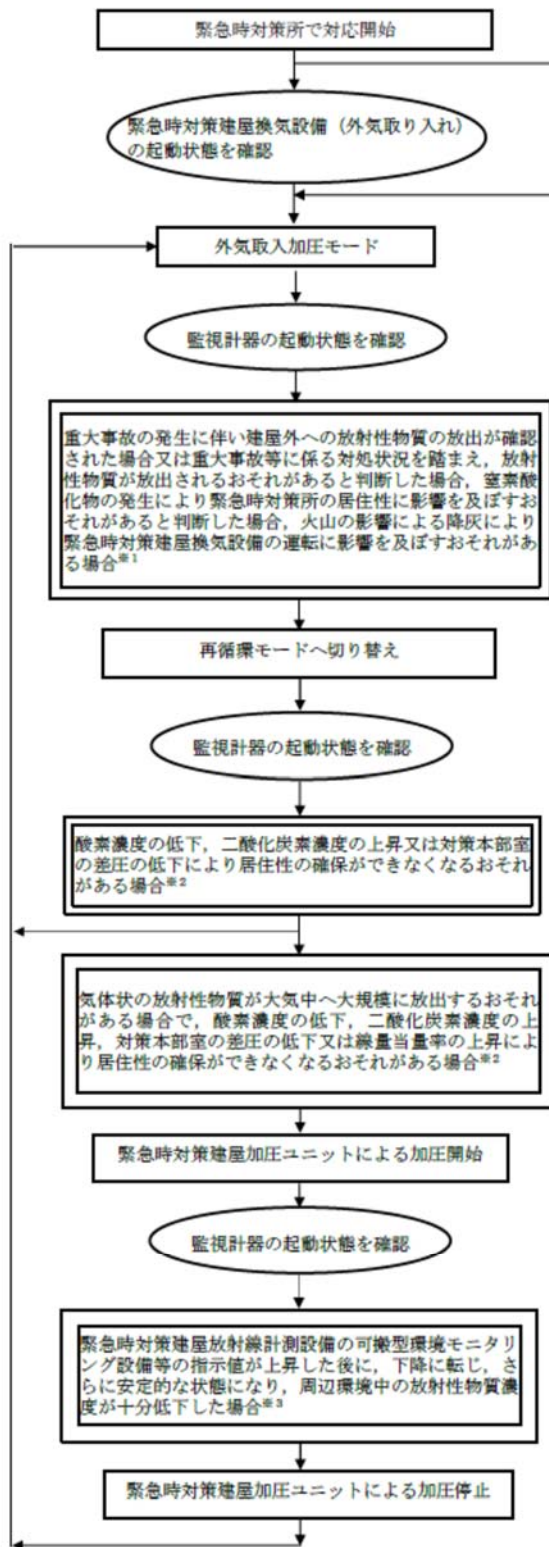 緊急時対策所で対応開始
緊急時対策建屋換気設備（外気取り入れ）
の起動状態を確認
外気取入加圧モード
監視計器の起動状態を確認
重大事故の発生に伴い建屋外への放射性物質の放出が確認
された場合又は重大事故等に係る対処状況を踏まえ，放射
性物質が放出されるおそれがあると判断した場合，窒素酸
化物の発生により緊急時対策所の居住性に影響を及ぼす
おそれがあると判断した場合，火山の影響による降灰により
緊急時対策建屋換気設備の運転に影響を及ぼすおそれがあ
る場合※1
再循環モードへ切り替え
監視計器の起動状態を確認
酸素濃度の低下，二酸化炭素濃度の上昇又は対策本部室
の差圧の低下により居住性の確保ができなくなるおそれ
がある場合※2
気体状の放射性物質が大気中へ大規模に放出するおそれ
がある場合で，酸素濃度の低下，二酸化炭素濃度の上
昇，対策本部室の差圧の低下又は線量当量率の上昇によ
り居住性の確保ができなくなるおそれがある場合※2
緊急時対策建屋加圧ユニットによる加圧開始
監視計器の起動状態を確認
緊急時対策建屋放射線計測設備の可搬型環境モニタリ
ング設備等の指示値が上昇した後に，下降に転じ，さ
らに安定的な状態になり，周辺環境中の放射性物質濃
度が十分低下した場合※3
緊急時対策建屋加圧ユニットによる加圧停止